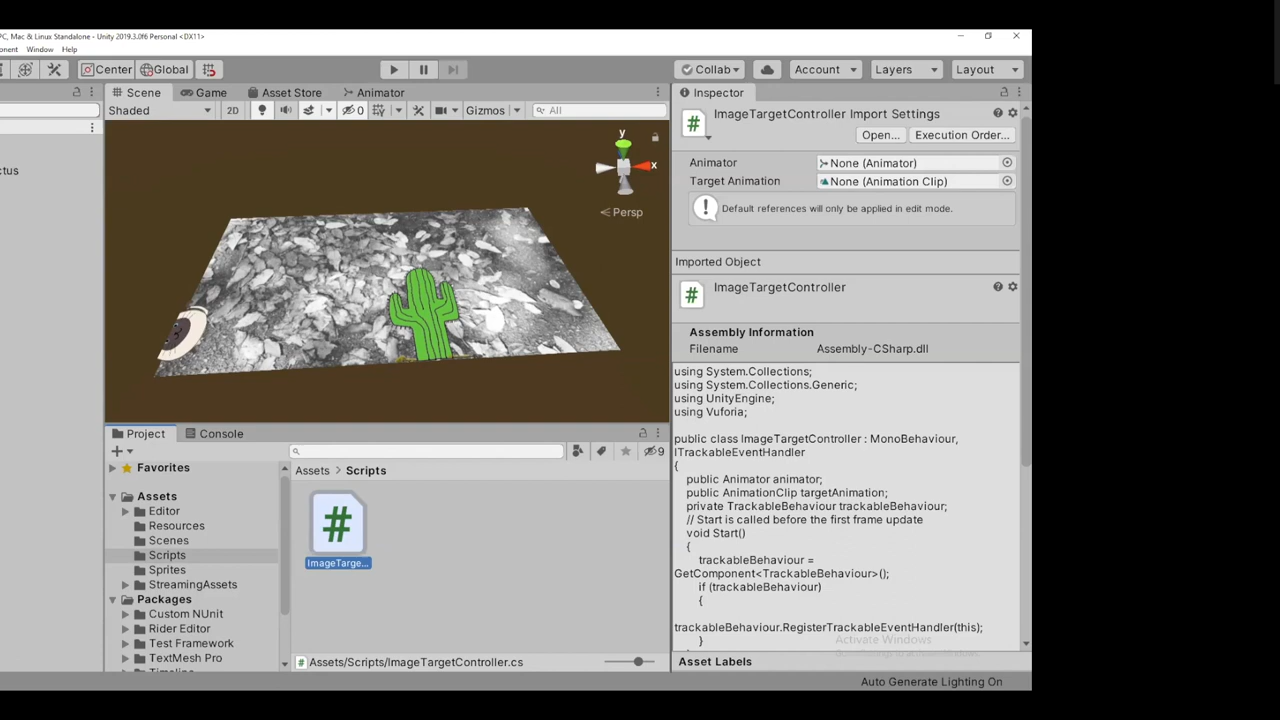 PC, Mac & Linux Standalone - Unity 2019.3.0f6 Personal <DX11>
onent Window Help
Center Global
Collab Account Layers Layout
Scene Game Asset Store Animator
Shaded 2D 0 Gizmos All
ctus
y
x
Persp
Inspector
ImageTargetController Import Settings
Open... Execution Order...
Animator None (Animator)
Target Animation None (Animation Clip)
Default references will only be applied in edit mode.
Imported Object
ImageTargetController
Assembly Information
Filename Assembly-CSharp.dll
using System.Collections;
using System.Collections.Generic;
using UnityEngine;
using Vuforia;
public class ImageTargetController : MonoBehaviour,
ITrackableEventHandler
{
public Animator animator;
public AnimationClip targetAnimation;
private TrackableBehaviour trackableBehaviour;
// Start is called before the first frame update
void Start()
{
trackableBehaviour =
GetComponent<TrackableBehaviour>();
if (trackableBehaviour)
{
trackableBehaviour.RegisterTrackableEventHandler(this);
}
Activate Windows
Asset Labels
Project Console
9
Favorites
Assets
Editor
Resources
Scenes
Scripts
Sprites
StreamingAssets
Packages
Custom NUnit
Rider Editor
Test Framework
TextMesh Pro
Assets > Scripts
#
ImageTarge...
Assets/Scripts/ImageTargetController.cs
Auto Generate Lighting On